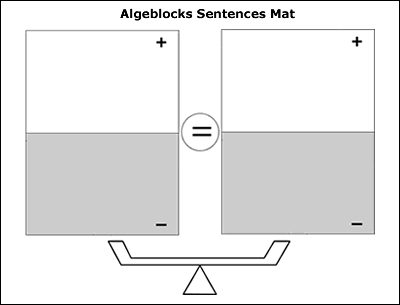 Algeblocks Sentences Mat
+ +
=
− −